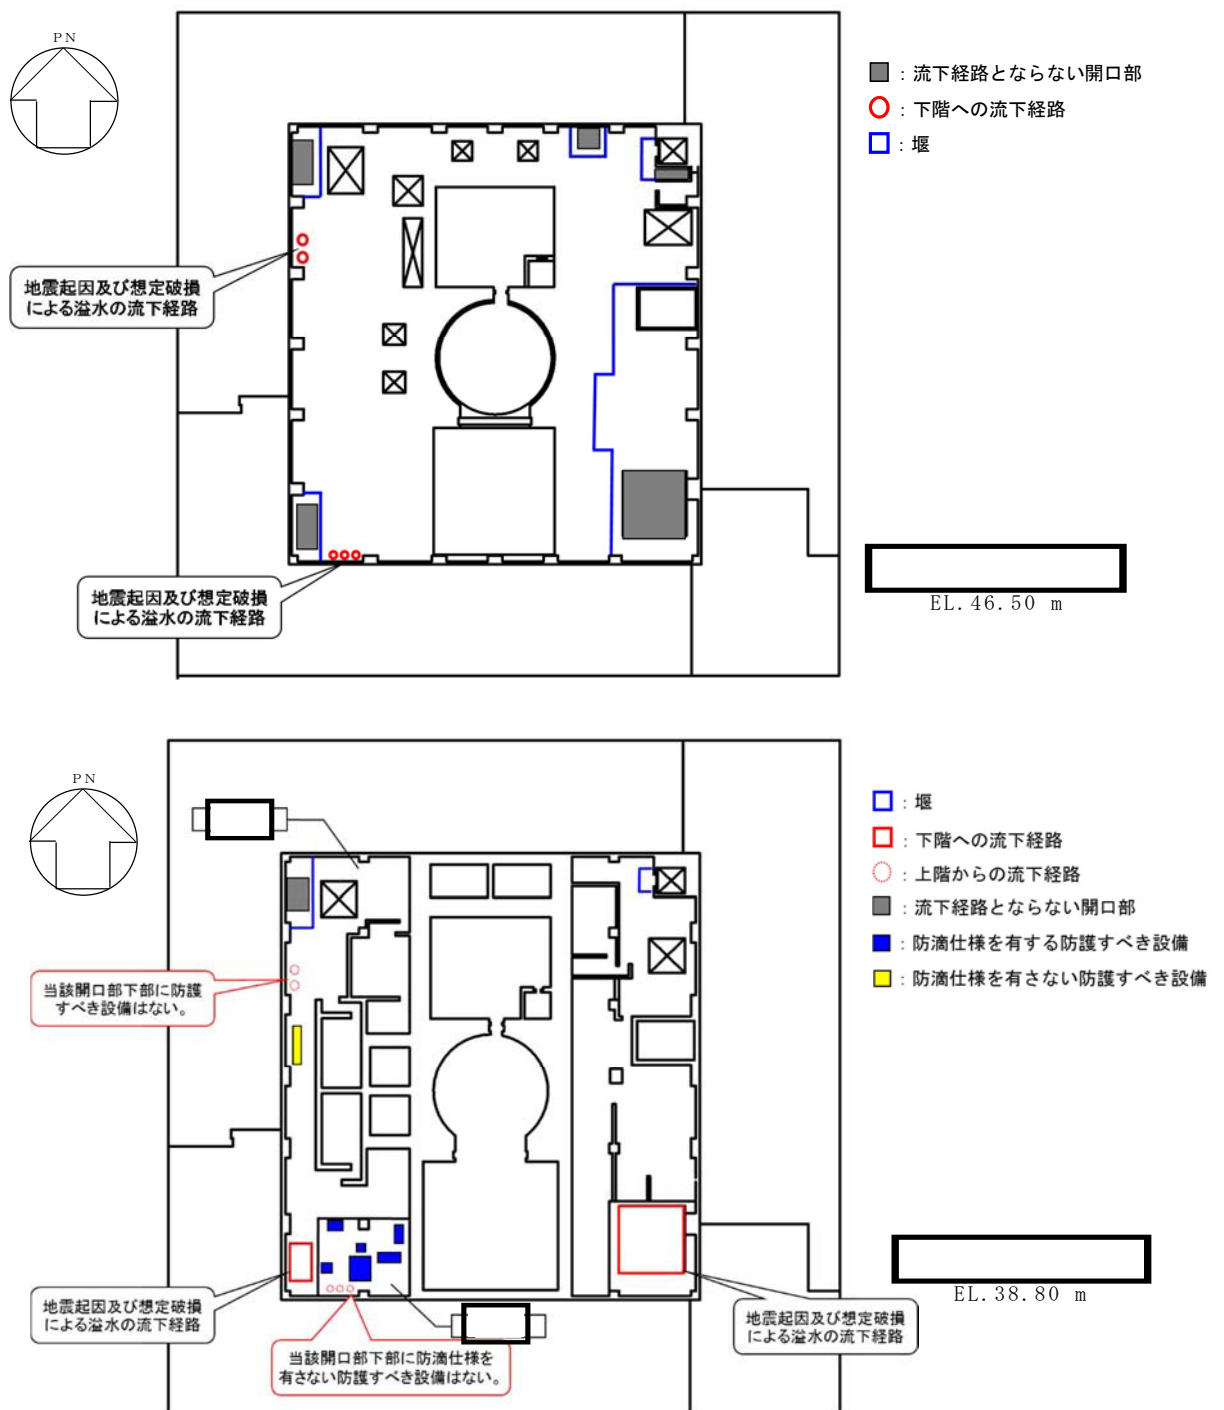 PN
：流下経路とならない開口部
：下階への流下経路
：堰
地震起因及び想定破損
による溢水の流下経路
地震起因及び想定破損
による溢水の流下経路
EL.46.50 m
PN
：堰
：下階への流下経路
：上階からの流下経路
：流下経路とならない開口部
：防滴仕様を有する防護すべき設備
：防滴仕様を有さない防護すべき設備
当該開口部下部に防護
すべき設備はない。
地震起因及び想定破損
による溢水の流下経路
当該開口部下部に防滴仕様を
有さない防護すべき設備はない。
地震起因及び想定破損
による溢水の流下経路
EL.38.80 m